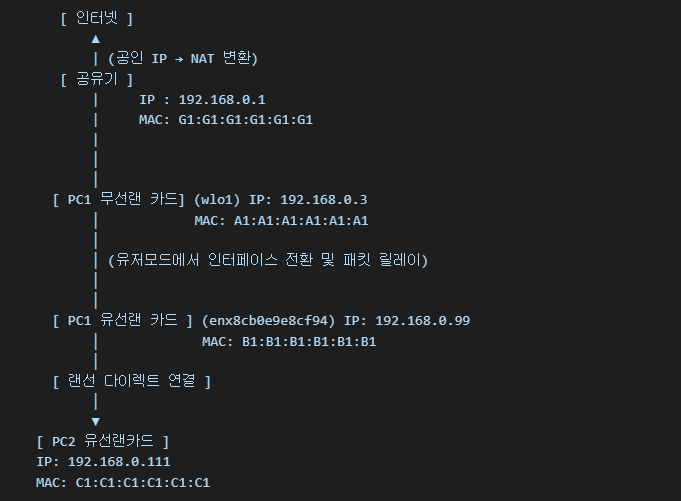 [ 인터넷 ]
(공인 IP → NAT 변환)
[ 공유기 ]
IP : 192.168.0.1
MAC: G1:G1:G1:G1:G1:G1
[ PC1 무선랜 카드] (wlo1) IP: 192.168.0.3
MAC: A1:A1:A1:A1:A1:A1
(유저모드에서 인터페이스 전환 및 패킷 릴레이)
[ PC1 유선랜 카드 ] (enx8cb0e9e8cf94) IP: 192.168.0.99
MAC: B1:B1:B1:B1:B1:B1
[ 랜선 다이렉트 연결 ]
[ PC2 유선랜카드 ]
IP: 192.168.0.111
MAC: C1:C1:C1:C1:C1:C1